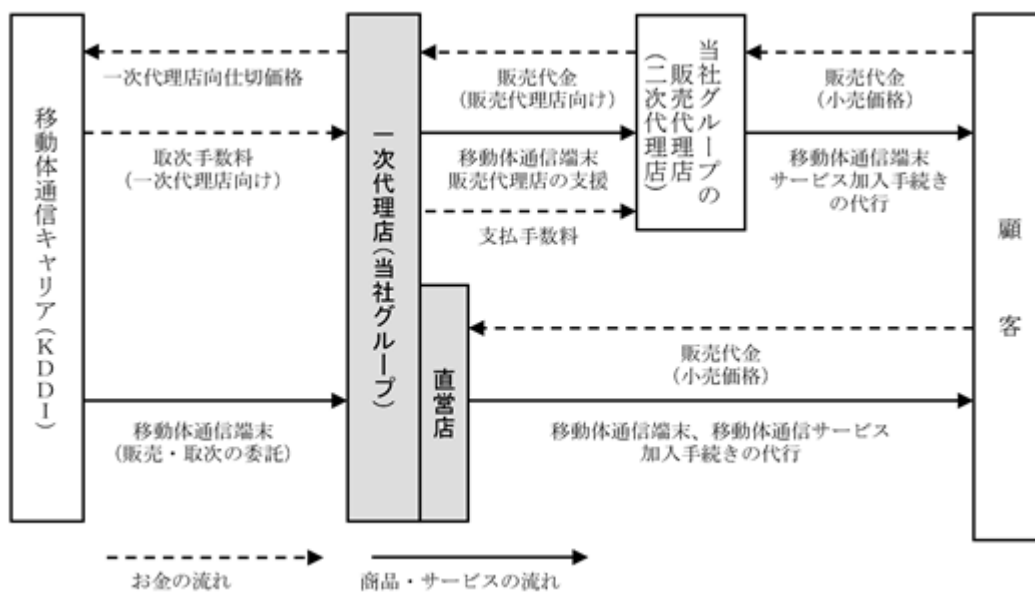 移動体通信キャリア(KDDI)
一次代理店向仕切価格
取次手数料
(一次代理店向け)
移動体通信端末
(販売・取次の委託)
一次代理店(当社グループ)
直営店
販売代金
(販売代理店向け)
移動体通信端末
販売代理店の支援
支払手数料
当社グループの
販売代理店
(二次代理店)
販売代金
(小売価格)
移動体通信端末
サービス加入手続き
の代行
販売代金
(小売価格)
移動体通信端末、移動体通信サービス
加入手続きの代行
顧客
お金の流れ
商品・サービスの流れ